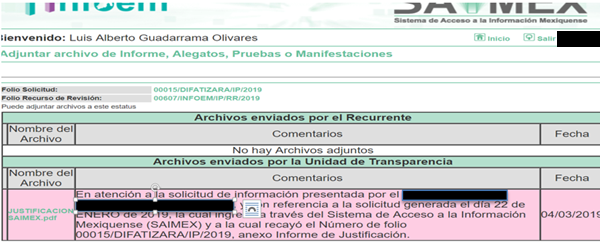 infoem
SAIMEX
Sistema de Acceso a la Información Mexiquense
Bienvenido: Luis Alberto Guadarrama Olivares
Inicio Salir
Adjuntar archivo de Informe, Alegatos, Pruebas o Manifestaciones
Folio Solicitud: 00015/DIFATIZARA/IP/2019
Folio Recurso de Revisión: 00607/INFOEM/IP/RR/2019
Puede adjuntar archivos a este estatus
Archivos enviados por el Recurrente
Nombre del Archivo Comentarios Fecha
No hay Archivos adjuntos
Archivos enviados por la Unidad de Transparencia
Nombre del Archivo Comentarios Fecha
JUSTIFICACION SAIMEX.pdf
En atención a la solicitud de información presentada por el
n referencia a la solicitud generada el día 22 de
ENERO de 2019, la cual ingre a través del Sistema de Acceso a la Información
Mexiquense (SAIMEX) y a la cual recayó el Número de folio
00015/DIFATIZARA/IP/2019, anexo Informe de Justificación.
04/03/2019